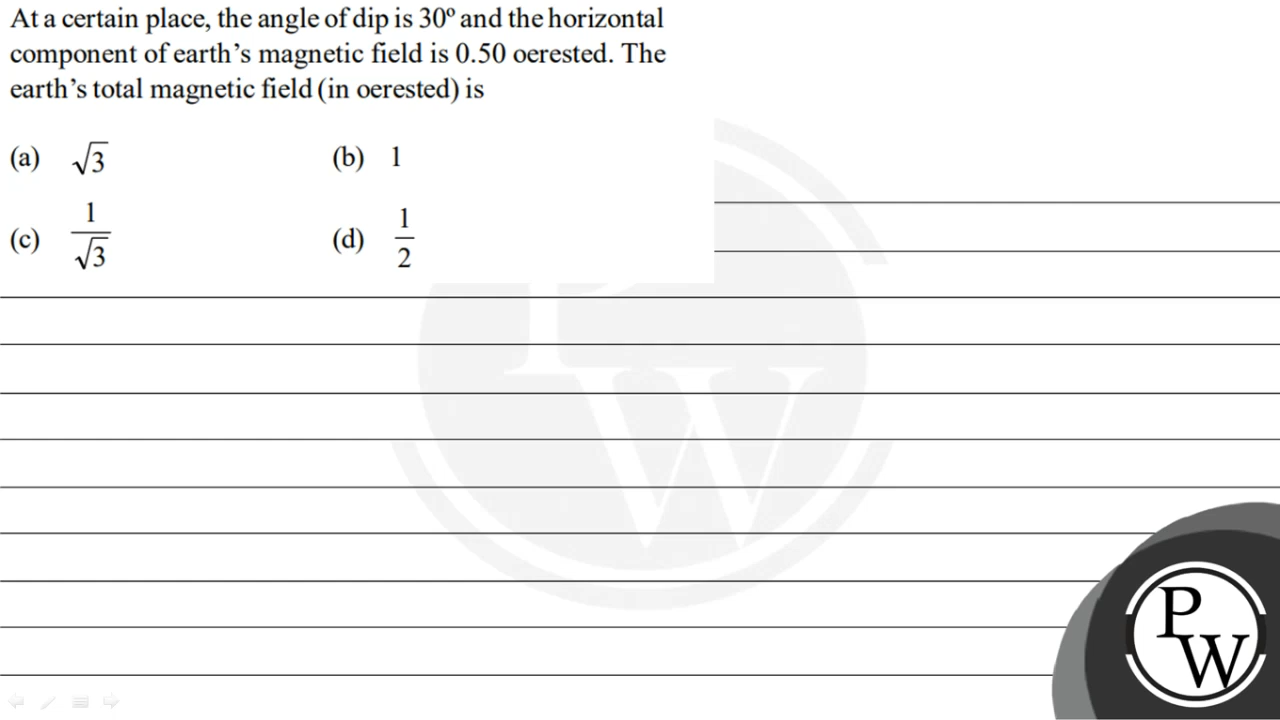 At a certain place, the angle of dip is 30º and the horizontal
component of earth’s magnetic field is 0.50 oerested. The
earth’s total magnetic field (in oerested) is
(a) √3 (b) 1
(c) 1/√3 (d) 1/2
PW
PW